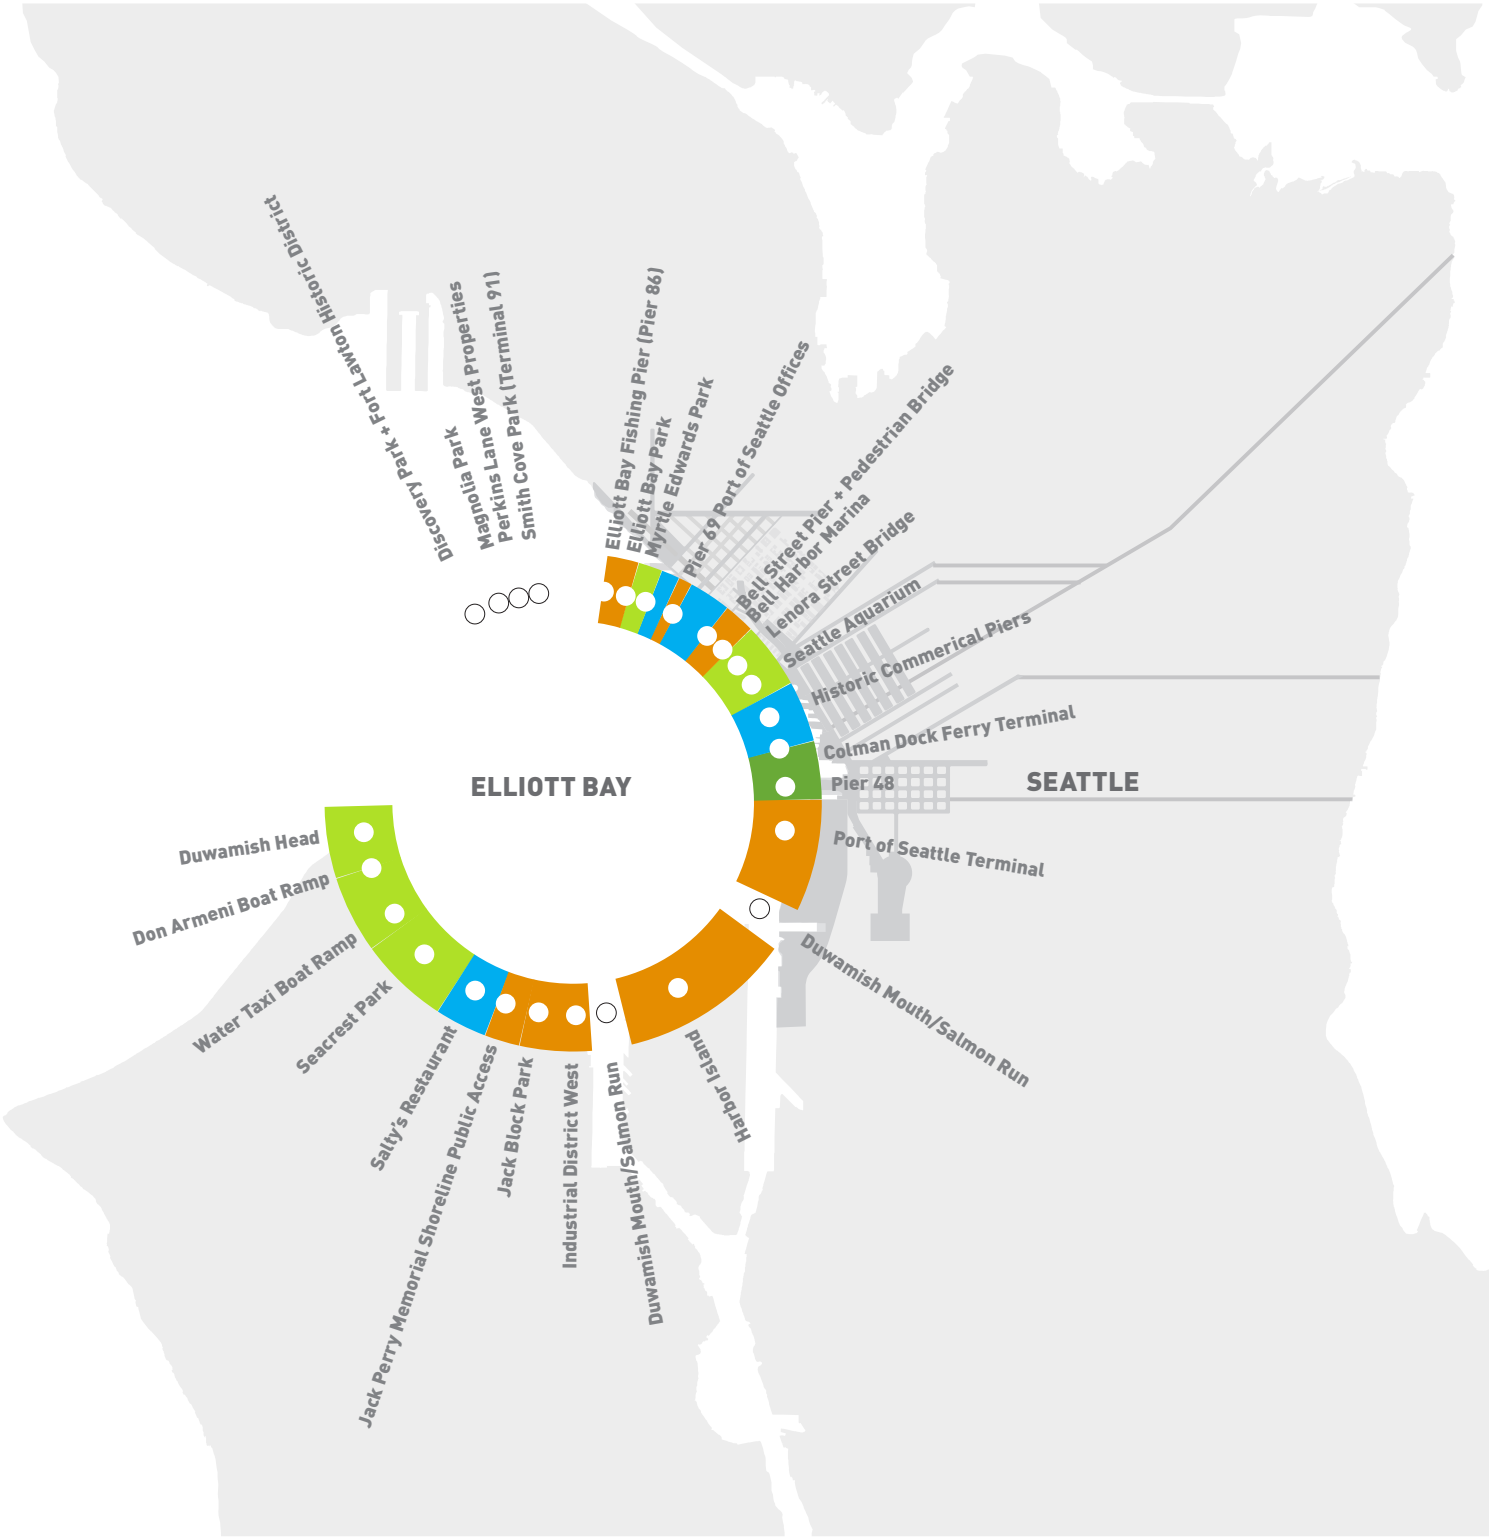 Discovery Park + Fort Lawton Historic District
Magnolia Park
Perkins Lane West Properties
Smith Cove Park (Terminal 91)
Elliott Bay Fishing Pier (Pier 86)
Elliott Bay Park
Myrtle Edwards Park
Pier 69 Port of Seattle Offices
Bell Street Pier + Pedestrian Bridge
Bell Harbor Marina
Lenora Street Bridge
Seattle Aquarium
Historic Commerical Piers
Colman Dock Ferry Terminal
Pier 48
Port of Seattle Terminal
Duwamish Mouth/Salmon Run
Harbor Island
Duwamish Mouth/Salmon Run
Industrial District West
Jack Block Park
Jack Perry Memorial Shoreline Public Access
Salty's Restaurant
Seacrest Park
Water Taxi Boat Ramp
Don Armeni Boat Ramp
Duwamish Head
ELLIOTT BAY
SEATTLE